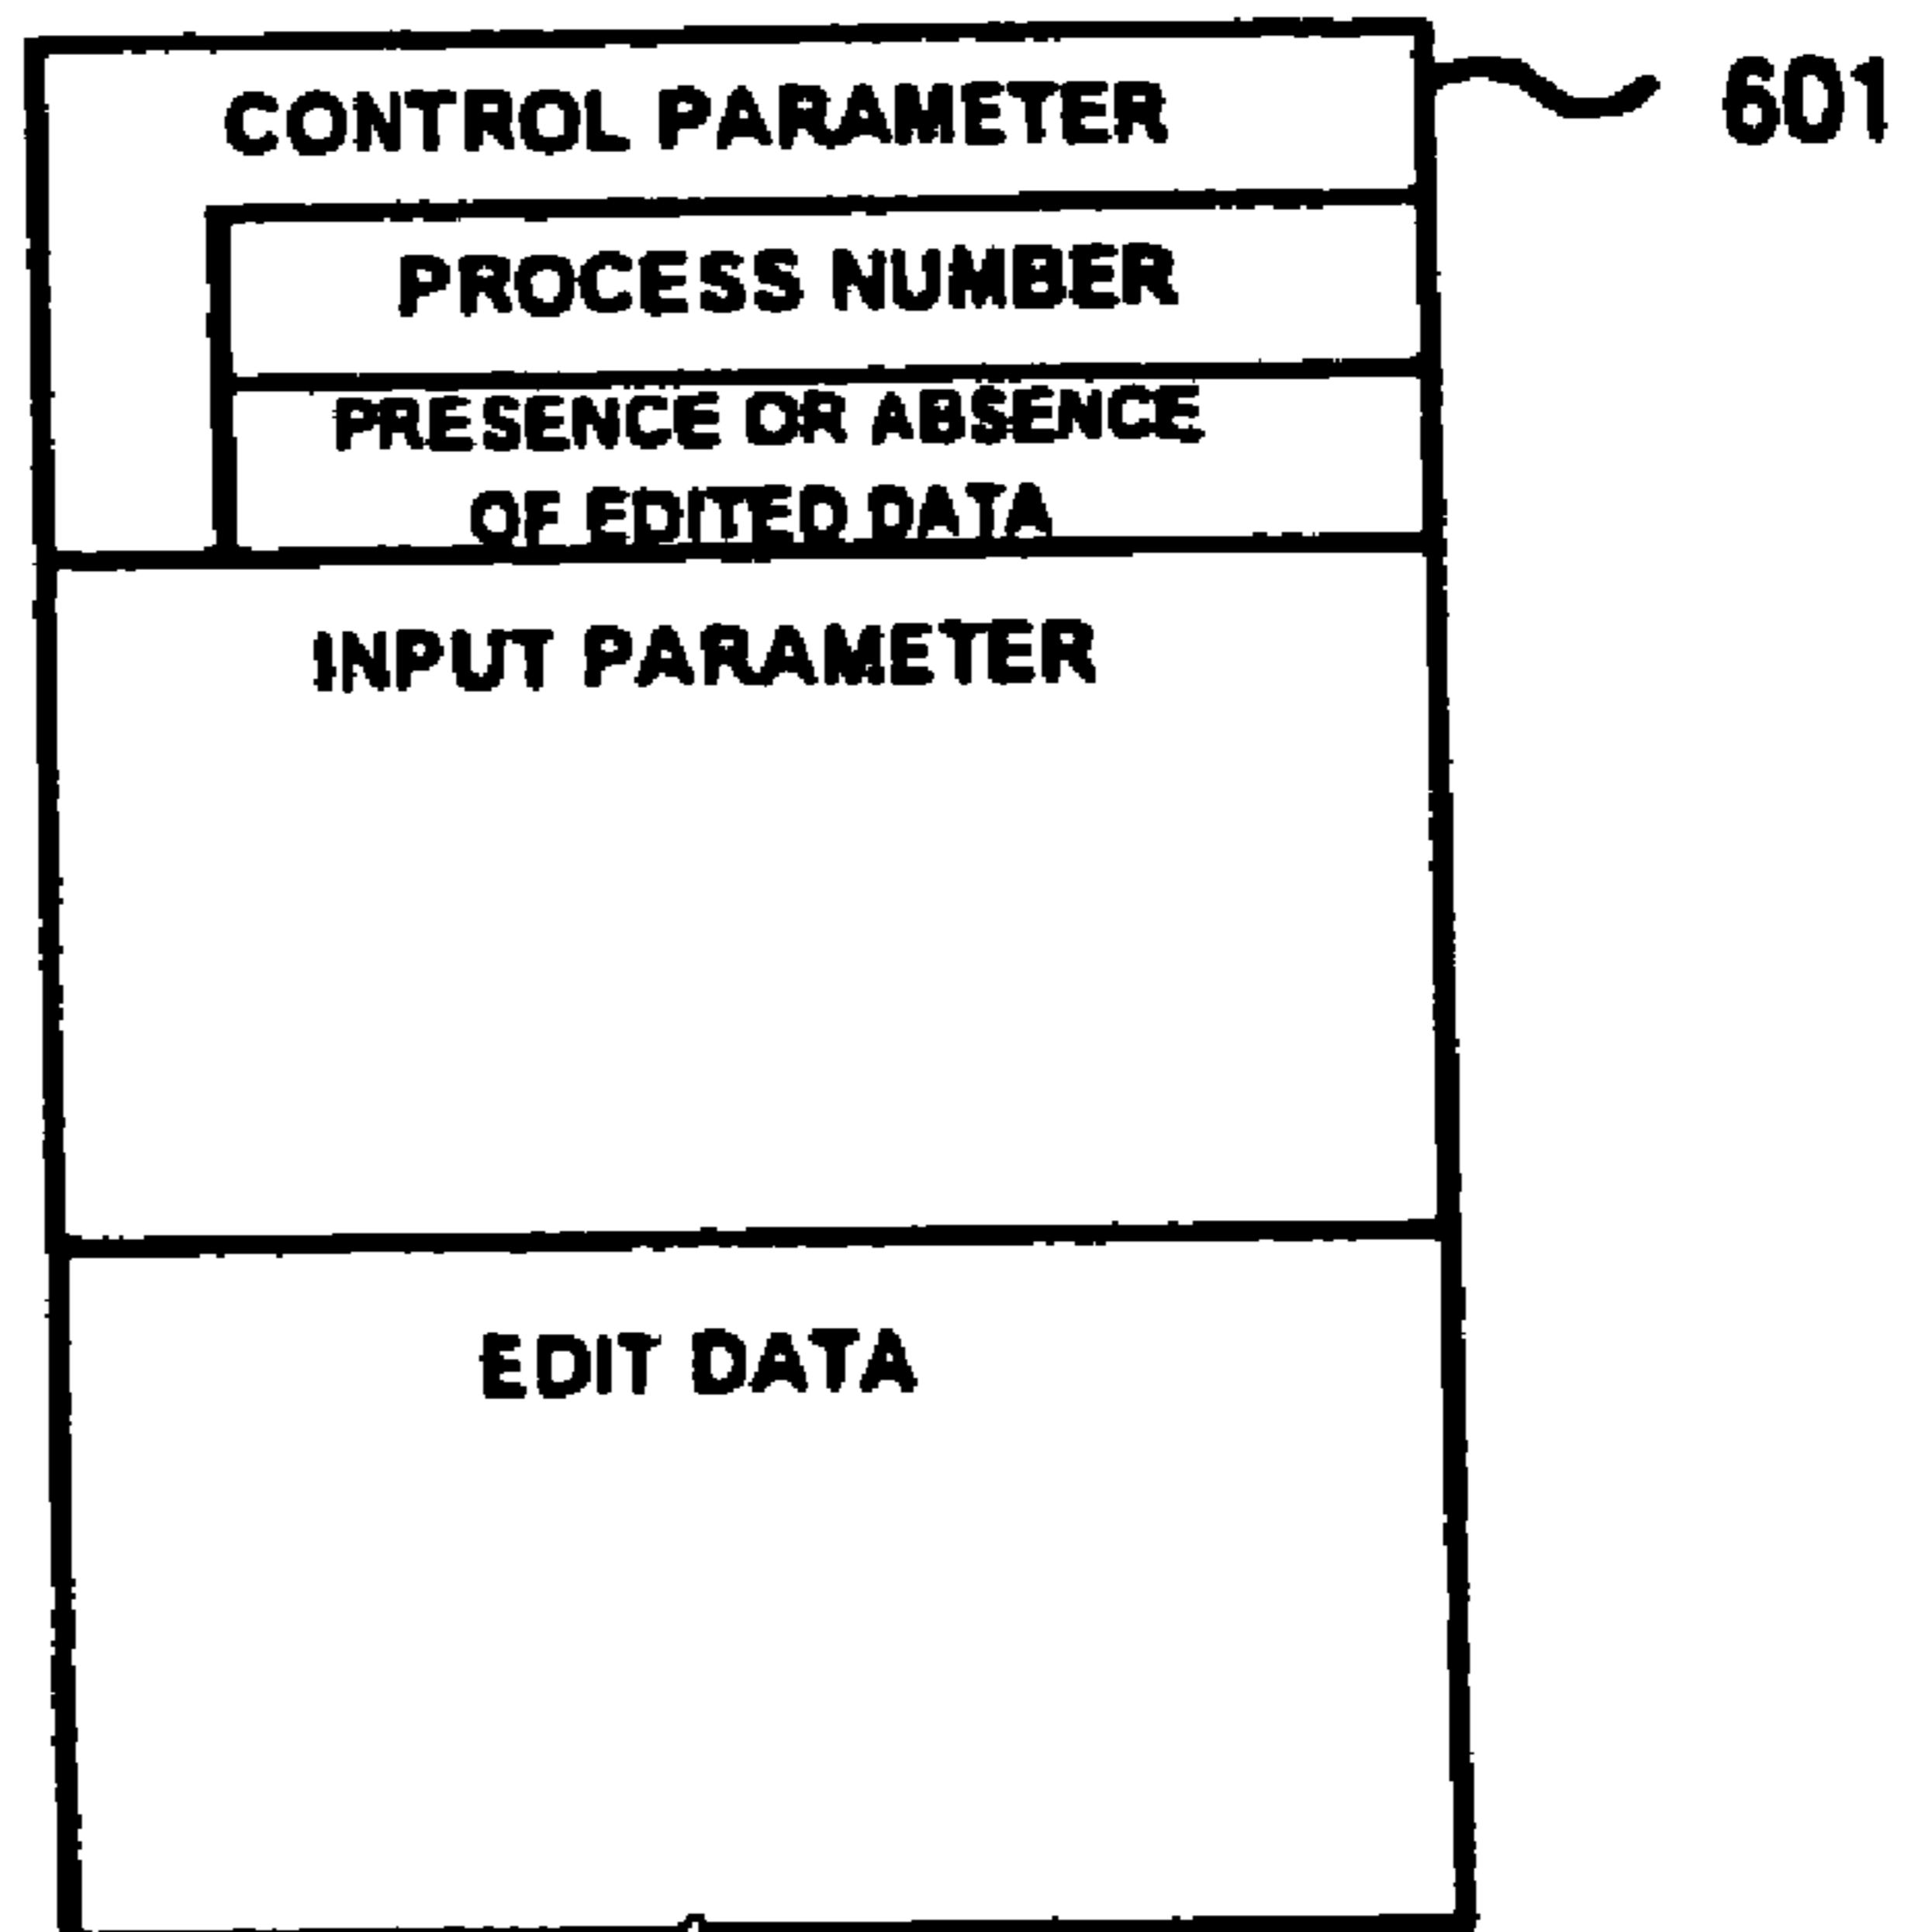 CONTROL PARAMETER
601
PROCESS NUMBER
PRESENCE OR ABSENCE
OF EDITED DATA
INPUT PARAMETER
EDIT DATA